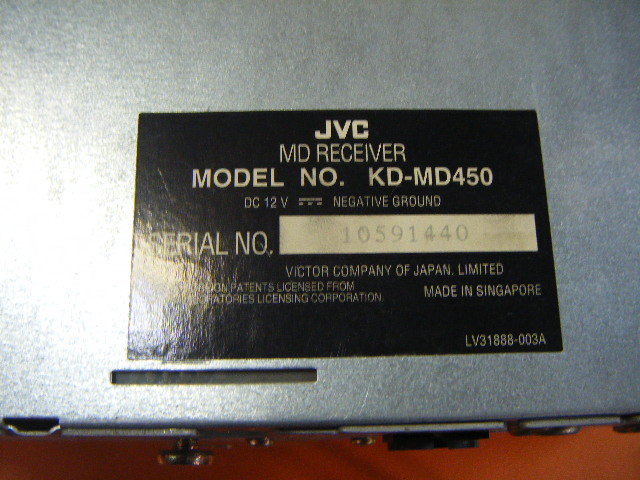 JVC
MD RECEIVER
MODEL NO. KD-MD450
DC 12 V NEGATIVE GROUND
SERIAL NO. 10591440
VICTOR COMPANY OF JAPAN, LIMITED
PATENTS LICENSED FROM
LICENSING CORPORATION.
MADE IN SINGAPORE
LV31888-003A